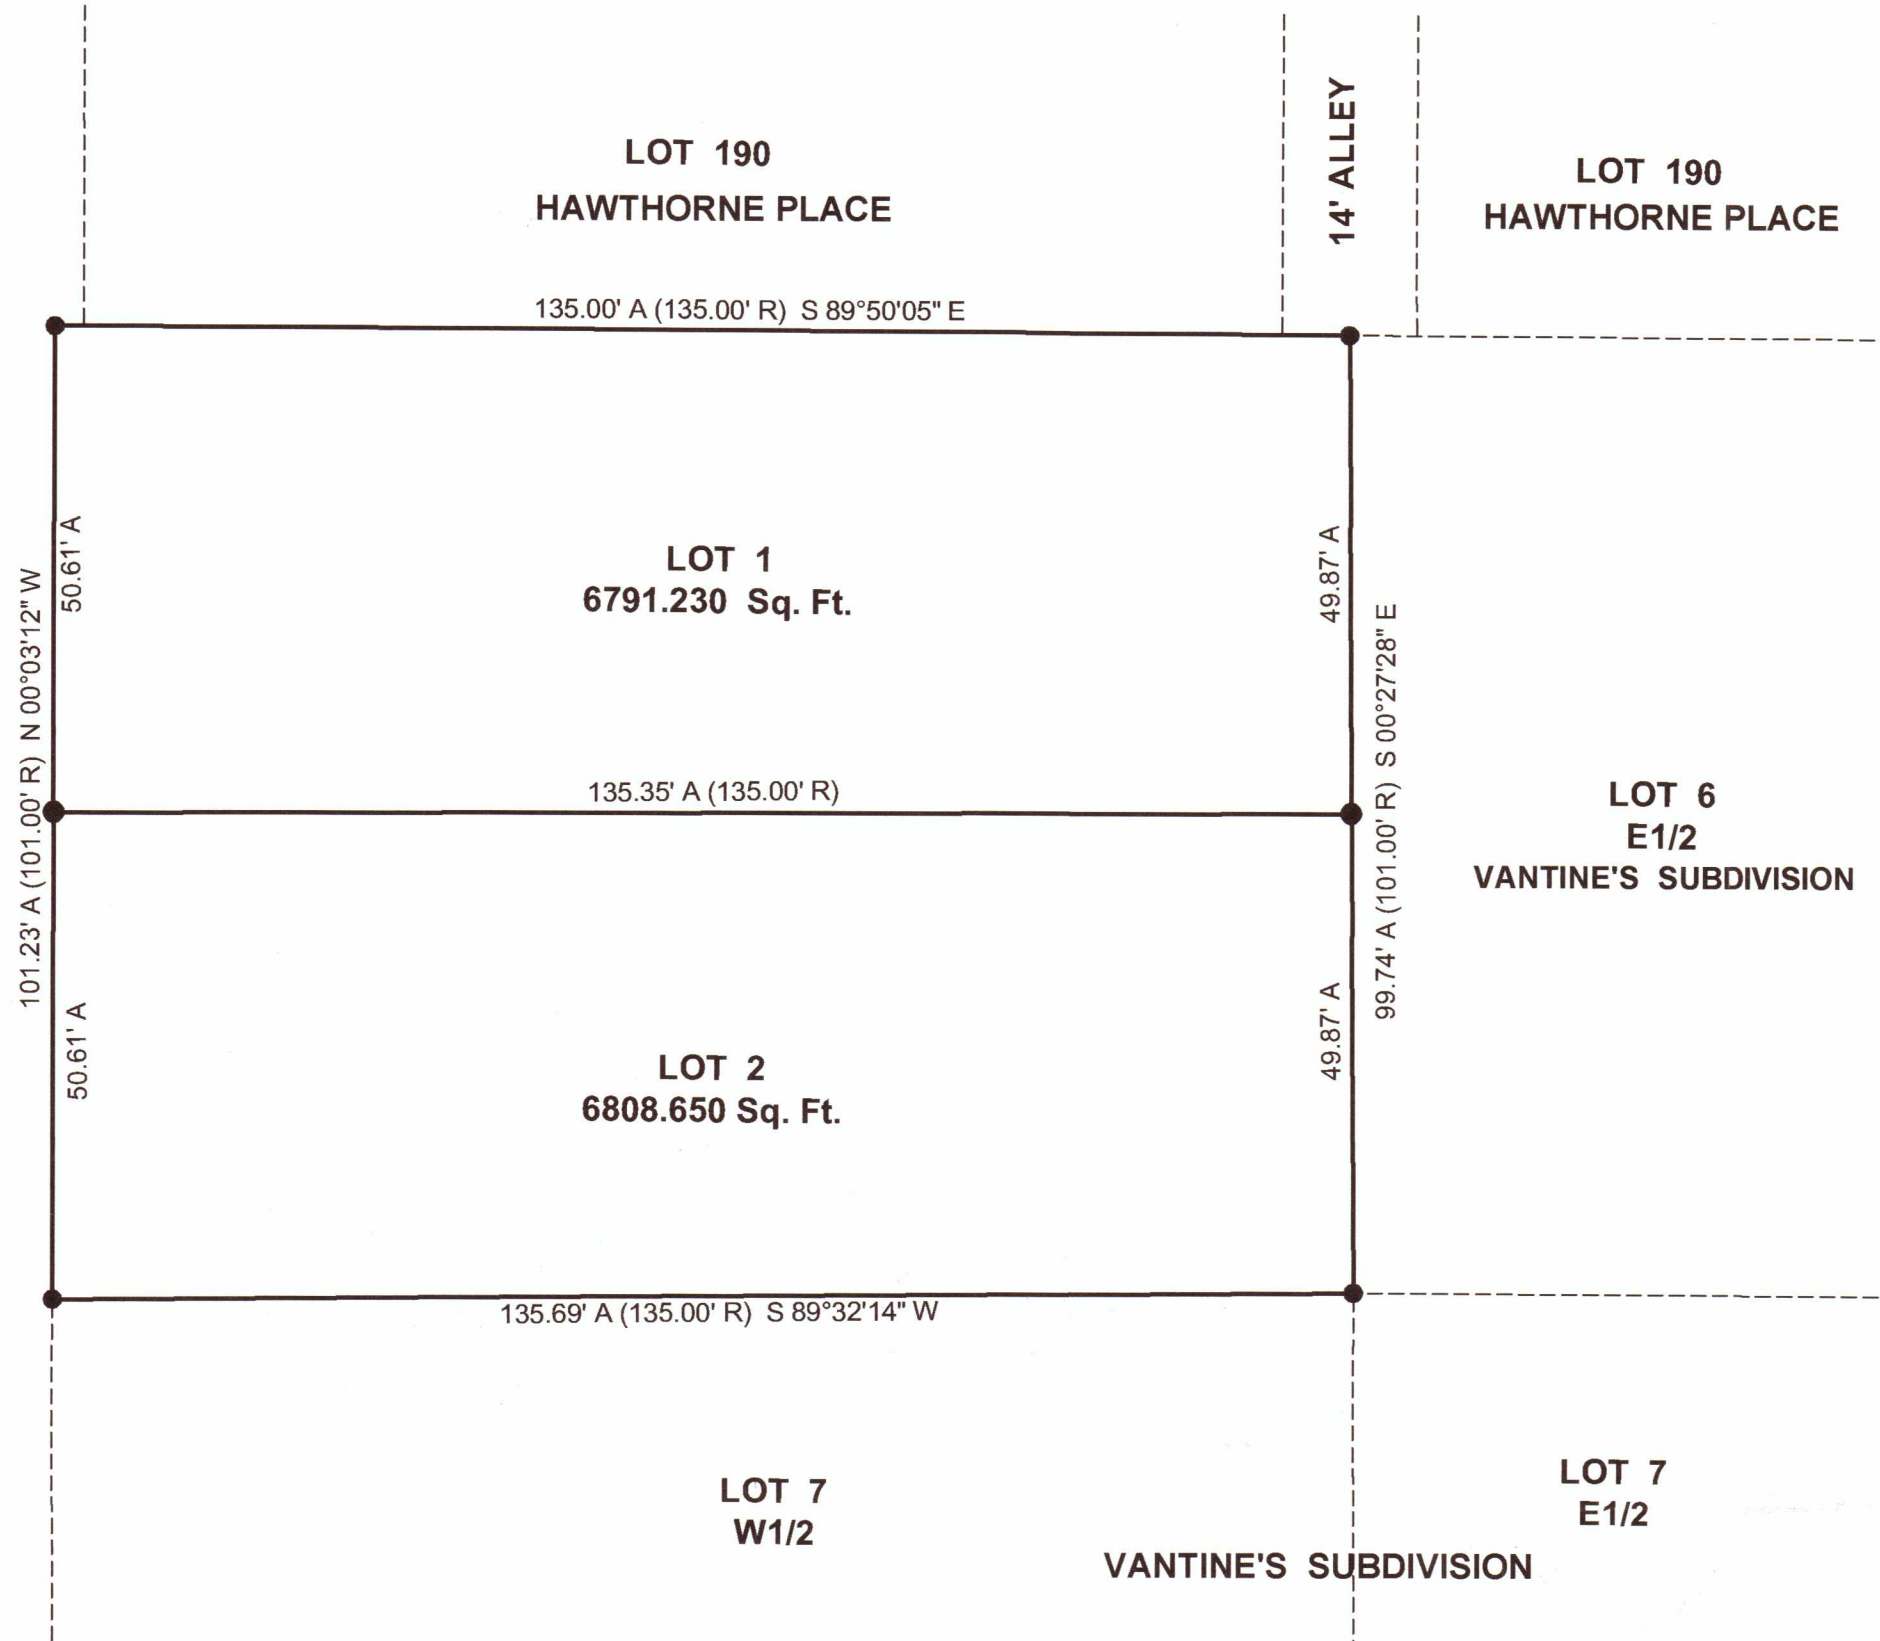 LOT 190
HAWTHORNE PLACE
14' ALLEY
LOT 190
HAWTHORNE PLACE
135.00' A (135.00' R) S 89°50'05" E
50.61' A
LOT 1
6791.230 Sq. Ft.
49.87' A
101.23' A (101.00' R) N 00°03'12" W
135.35' A (135.00' R)
99.74' A (101.00' R) S 00°27'28" E
LOT 6
E1/2
VANTINE'S SUBDIVISION
50.61' A
LOT 2
6808.650 Sq. Ft.
49.87' A
135.69' A (135.00' R) S 89°32'14" W
LOT 7
W1/2
LOT 7
E1/2
VANTINE'S SUBDIVISION